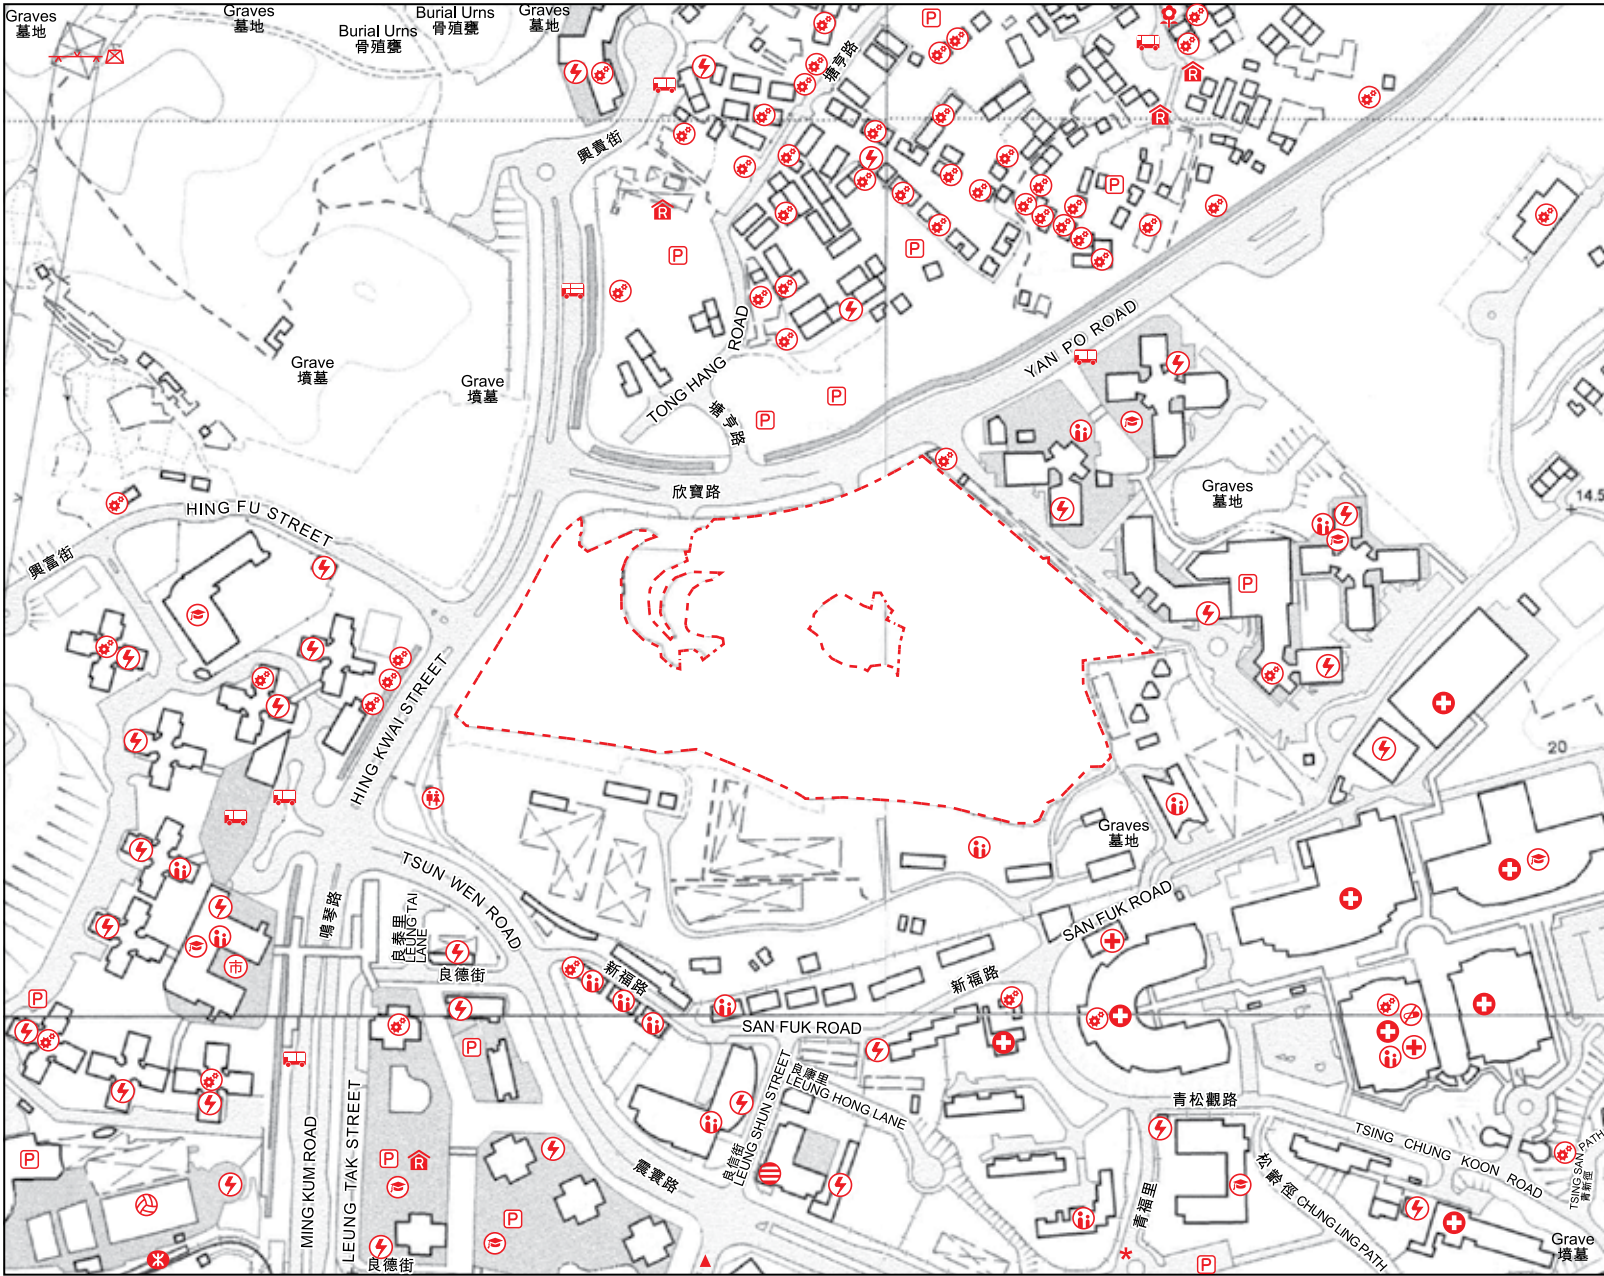 Graves
墓地
Graves
墓地
Burial Urns
骨殖甕
Burial Urns
骨殖甕
Graves
墓地
P
塘亨路
R
R
興貴街
P
R
P
P
Grave
墳墓
Grave
墳墓
TONG HANG ROAD
塘亨路
P
P
YAN PO ROAD
欣寶路
Graves
墓地
14.5
HING FU STREET
興富街
P
HING KWAI STREET
20
Graves
墓地
TSUN WEN ROAD
鳴琴路
良泰里
LEUNG TAI
LANE
良德街
市
SAN FUK ROAD
新福路
新福路
SAN FUK ROAD
P
P
良康里
LEUNG HONG LANE
LEUNG SHUN STREET
良信街
青松觀路
TSING CHUNG KOON ROAD
TSING SAN PATH
青新徑
MING KUM ROAD
LEUNG TAK STREET
P
P
R
P
震寰路
青福里
松齡徑 CHUNG LING PATH
Grave
墳墓
良德街
P